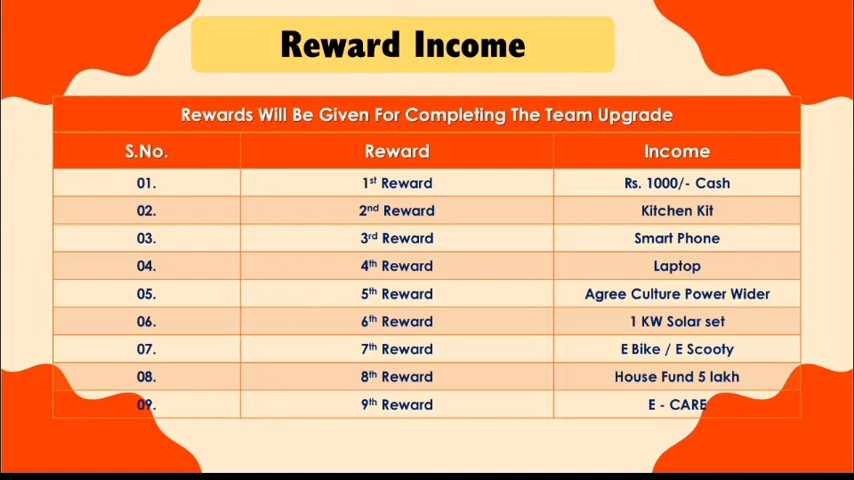 Reward Income
Rewards Will Be Given For Completing The Team Upgrade
S.No. Reward Income
01. 1st Reward Rs. 1000/- Cash
02. 2nd Reward Kitchen Kit
03. 3rd Reward Smart Phone
04. 4th Reward Laptop
05. 5th Reward Agree Culture Power Wider
06. 6th Reward 1 KW Solar set
07. 7th Reward E Bike / E Scooty
08. 8th Reward House Fund 5 lakh
09. 9th Reward E - CARE